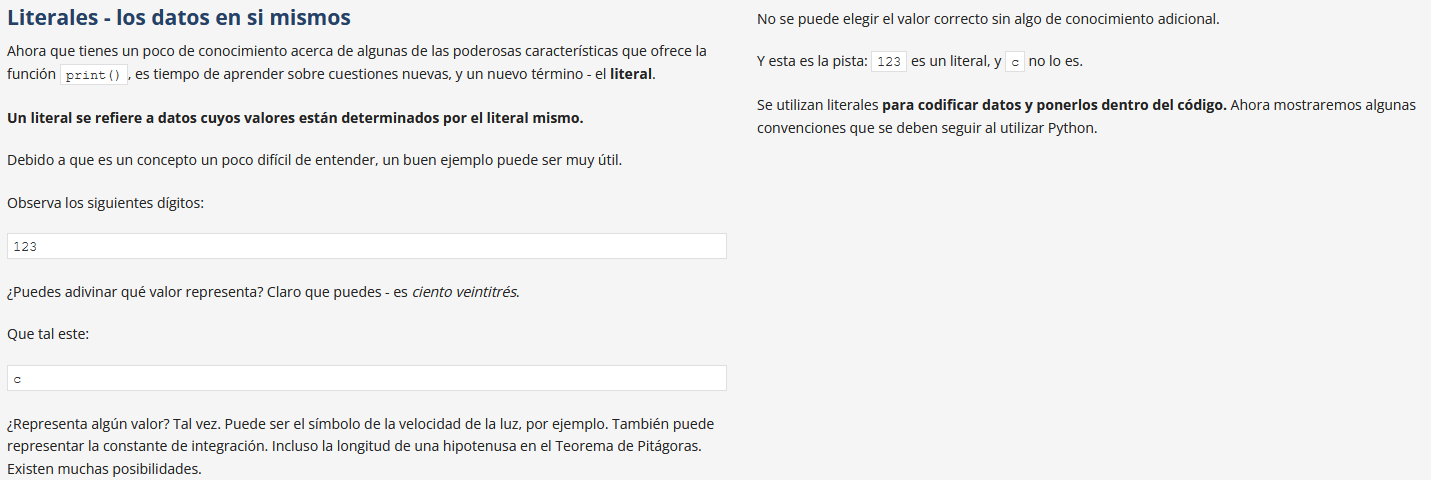 Literales - los datos en si mismos
Ahora que tienes un poco de conocimiento acerca de algunas de las poderosas características que ofrece la
función print(), es tiempo de aprender sobre cuestiones nuevas, y un nuevo término - el literal.
Un literal se refiere a datos cuyos valores están determinados por el literal mismo.
Debido a que es un concepto un poco difícil de entender, un buen ejemplo puede ser muy útil.
Observa los siguientes dígitos:
123
¿Puedes adivinar qué valor representa? Claro que puedes - es ciento veintitrés.
Que tal este:
c
¿Representa algún valor? Tal vez. Puede ser el símbolo de la velocidad de la luz, por ejemplo. También puede
representar la constante de integración. Incluso la longitud de una hipotenusa en el Teorema de Pitágoras.
Existen muchas posibilidades.
No se puede elegir el valor correcto sin algo de conocimiento adicional.
Y esta es la pista: 123 es un literal, y c no lo es.
Se utilizan literales para codificar datos y ponerlos dentro del código. Ahora mostraremos algunas
convenciones que se deben seguir al utilizar Python.